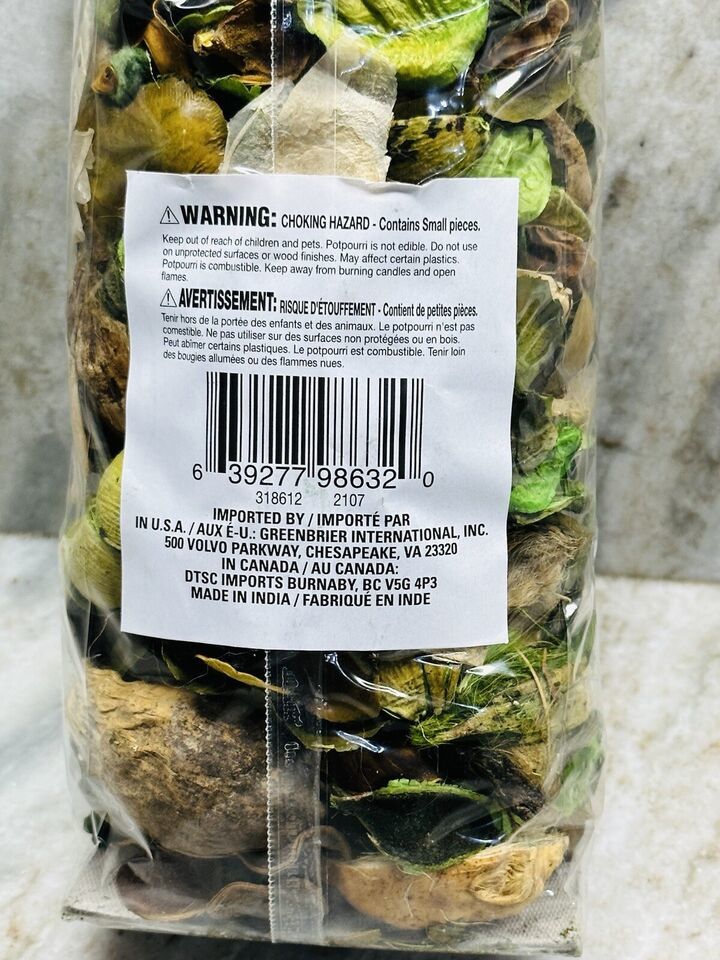 ⚠WARNING: CHOKING HAZARD - Contains Small pieces.
Keep out of reach of children and pets. Potpourri is not edible. Do not use
on unprotected surfaces or wood finishes. May affect certain plastics.
Potpourri is combustible. Keep away from burning candles and open
flames.
⚠AVERTISSEMENT: RISQUE D'ÉTOUFFEMENT - Contient de petites pièces.
Tenir hors de la portée des enfants et des animaux. Le potpourri n'est pas
comestible. Ne pas utiliser sur des surfaces non protégées ou en bois.
Peut abîmer certains plastiques. Le potpourri est combustible. Tenir loin
des bougies allumées ou des flammes nues.
6 39277 98632 0
318612 2107
IMPORTED BY / IMPORTÉ PAR
IN U.S.A. / AUX É-U.: GREENBRIER INTERNATIONAL, INC.
500 VOLVO PARKWAY, CHESAPEAKE, VA 23320
IN CANADA / AU CANADA:
DTSC IMPORTS BURNABY, BC V5G 4P3
MADE IN INDIA / FABRIQUÉ EN INDE